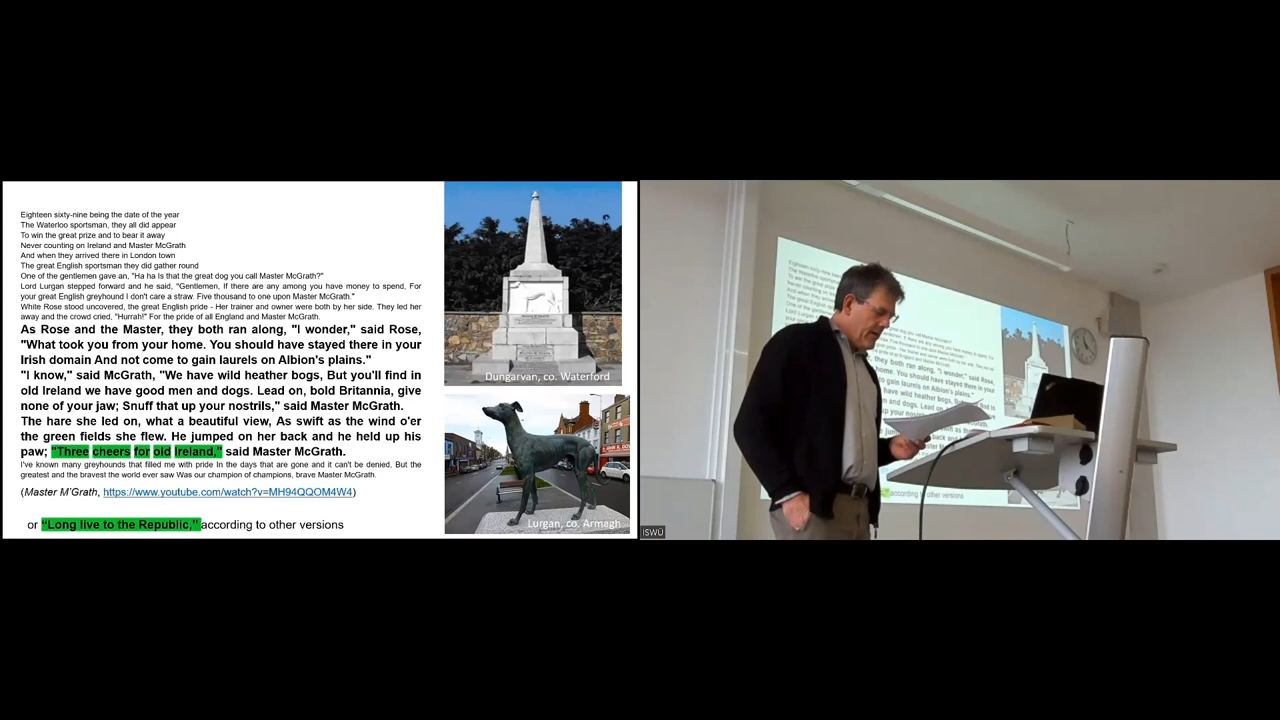 Eighteen sixty-nine being the date of the year
The Waterloo sportsman, they all did appear
To win the great prize and to bear it away
Never counting on Ireland and Master McGrath
And when they arrived there in London town
The great English sportsman they did gather round
One of the gentlemen gave an, "Ha ha Is that the great dog you call Master McGrath?"
Lord Lurgan stepped forward and he said, "Gentlemen, If there are any among you have money to spend, For
your great English greyhound I don't care a straw. Five thousand to one upon Master McGrath."
White Rose stood uncovered, the great English pride - Her trainer and owner were both by her side. They led her
away and the crowd cried, "Hurrah!" For the pride of all England and Master McGrath.
As Rose and the Master, they both ran along, "I wonder," said Rose,
"What took you from your home. You should have stayed there in your
Irish domain And not come to gain laurels on Albion's plains."
"I know," said McGrath, "We have wild heather bogs, But you'll find in
old Ireland we have good men and dogs. Lead on, bold Britannia, give
none of your jaw; Snuff that up your nostrils," said Master McGrath.
The hare she led on, what a beautiful view, As swift as the wind o'er
the green fields she flew. He jumped on her back and he held up his
paw; "Three cheers for old Ireland," said Master McGrath.
I've known many greyhounds that filled me with pride In the days that are gone and it can't be denied, But the
greatest and the bravest the world ever saw Was our champion of champions, brave Master McGrath.
(Master M'Grath, https://www.youtube.com/watch?v=MH94QQOM4W4)
or "Long live to the Republic," according to other versions
Dungarvan, co. Waterford
Lurgan, co. Armagh
ISWÜ